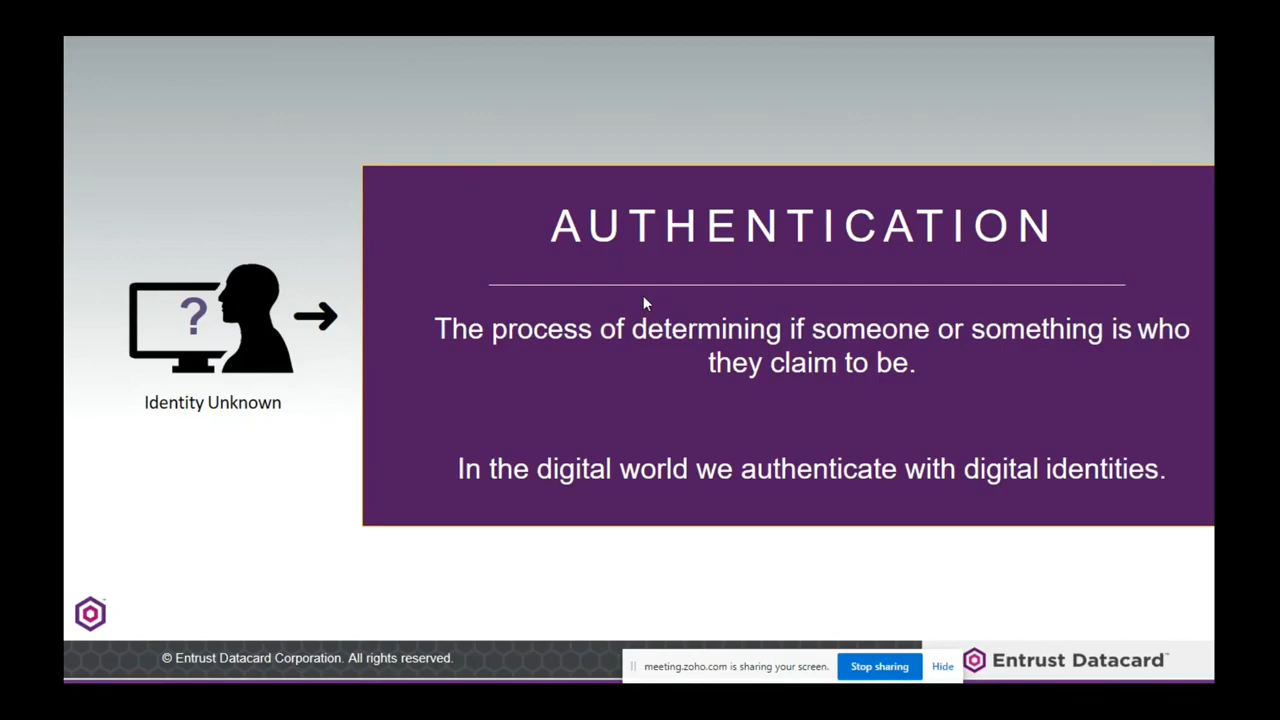 AUTHENTICATION
The process of determining if someone or something is who
they claim to be.
?
Identity Unknown
In the digital world we authenticate with digital identities.
© Entrust Datacard Corporation. All rights reserved.
meeting.zoho.com is sharing your screen.
Stop sharing
Hide
Entrust Datacard™